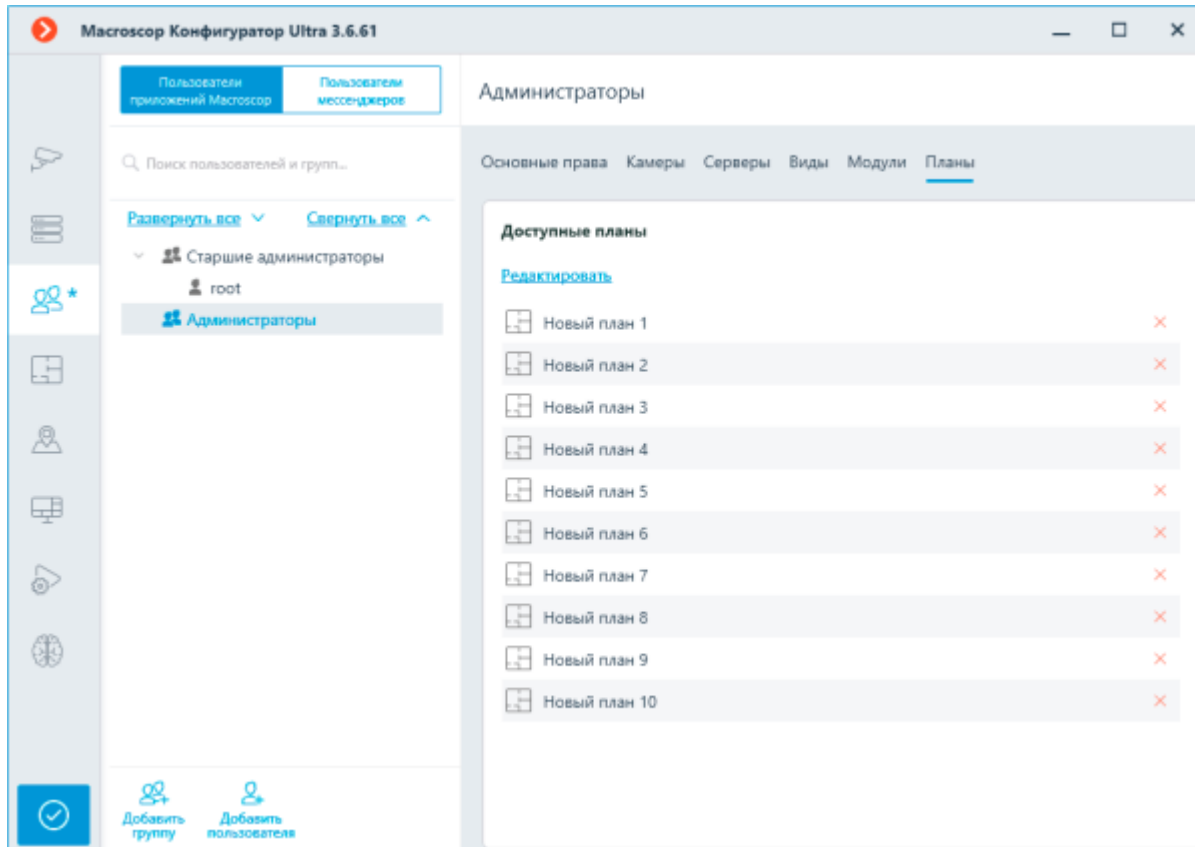 Macroscop Конфигуратор Ultra 3.6.61
Пользователи
приложений Macroscop
Пользователи
мессенджеров
Поиск пользователей и групп...
Развернуть все
Свернуть все
Старшие администраторы
root
Администраторы
Добавить
группу
Добавить
пользователя
Администраторы
Основные права Камеры Серверы Виды Модули Планы
Доступные планы
Редактировать
Новый план 1
Новый план 2
Новый план 3
Новый план 4
Новый план 5
Новый план 6
Новый план 7
Новый план 8
Новый план 9
Новый план 10